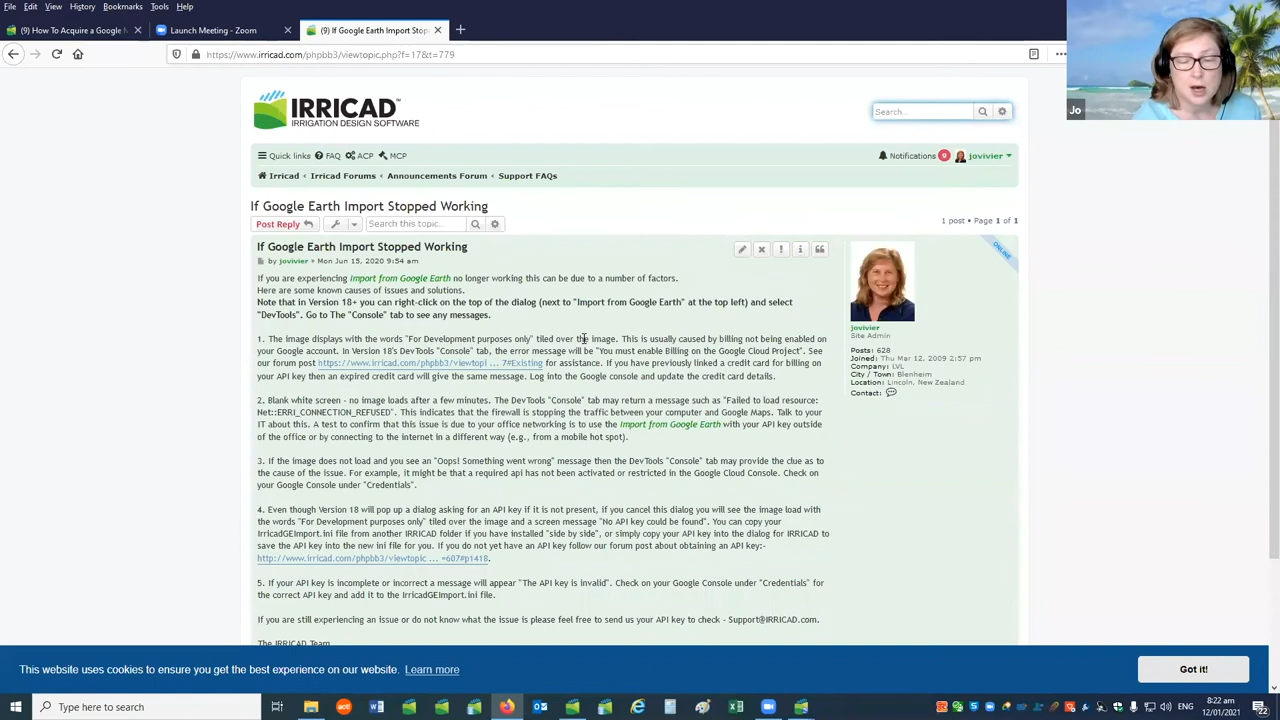 File Edit View History Bookmarks Tools Help
(9) How To Acquire a Google M
Launch Meeting - Zoom
(9) If Google Earth Import Stopp
https://www.irricad.com/phpbb3/viewtopic.php?f=17&t=779
Jo
IRRICAD™
IRRIGATION DESIGN SOFTWARE
Search...
Quick links FAQ ACP MCP
Notifications 9 jovivier
Irricad ‹ Irricad Forums ‹ Announcements Forum ‹ Support FAQs
If Google Earth Import Stopped Working
Post Reply
Search this topic...
1 post • Page 1 of 1
If Google Earth Import Stopped Working
by jovivier » Mon Jun 15, 2020 9:54 am
If you are experiencing Import from Google Earth no longer working this can be due to a number of factors.
Here are some known causes of issues and solutions.
Note that in Version 18+ you can right-click on the top of the dialog (next to "Import from Google Earth" at the top left) and select
"DevTools". Go to The "Console" tab to see any messages.
1. The image displays with the words "For Development purposes only" tiled over the image. This is usually caused by billing not being enabled on
your Google account. In Version 18's DevTools "Console" tab, the error message will be "You must enable Billing on the Google Cloud Project". See
our forum post https://www.irricad.com/phpbb3/viewtopi ... 7#Existing for assistance. If you have previously linked a credit card for billing on
your API key then an expired credit card will give the same message. Log into the Google console and update the credit card details.
2. Blank white screen - no image loads after a few minutes. The DevTools "Console" tab may return a message such as "Failed to load resource:
Net::ERRI_CONNECTION_REFUSED". This indicates that the firewall is stopping the traffic between your computer and Google Maps. Talk to your
IT about this. A test to confirm that this issue is due to your office networking is to use the Import from Google Earth with your API key outside
of the office or by connecting to the internet in a different way (e.g., from a mobile hot spot).
3. If the image does not load and you see an "Oops! Something went wrong" message then the DevTools "Console" tab may provide the clue as to
the cause of the issue. For example, it might be that a required api has not been activated or restricted in the Google Cloud Console. Check on
your Google Console under "Credentials".
4. Even though Version 18 will pop up a dialog asking for an API key if it is not present, if you cancel this dialog you will see the image load with
the words "For Development purposes only" tiled over the image and a screen message "No API key could be found". You can copy your
IrricadGEImport.ini file from another IRRICAD folder if you have installed "side by side", or simply copy your API key into the dialog for IRRICAD to
save the API key into the new ini file for you. If you do not yet have an API key follow our forum post about obtaining an API key:-
http://www.irricad.com/phpbb3/viewtopic ... =607#p1418.
5. If your API key is incomplete or incorrect a message will appear "The API key is invalid". Check on your Google Console under "Credentials" for
the correct API key and add it to the IrricadGEImport.ini file.
If you are still experiencing an issue or do not know what the issue is please feel free to send us your API key to check - Support@IRRICAD.com.
The IRRICAD Team
ONLINE
jovivier
Site Admin
Posts: 628
Joined: Thu Mar 12, 2009 2:57 pm
Company: LVL
City / Town: Blenheim
Location: Lincoln, New Zealand
Contact:
This website uses cookies to ensure you get the best experience on our website. Learn more
Got it!
Type here to search
act!
ENG
8:22 am
12/01/2021
22